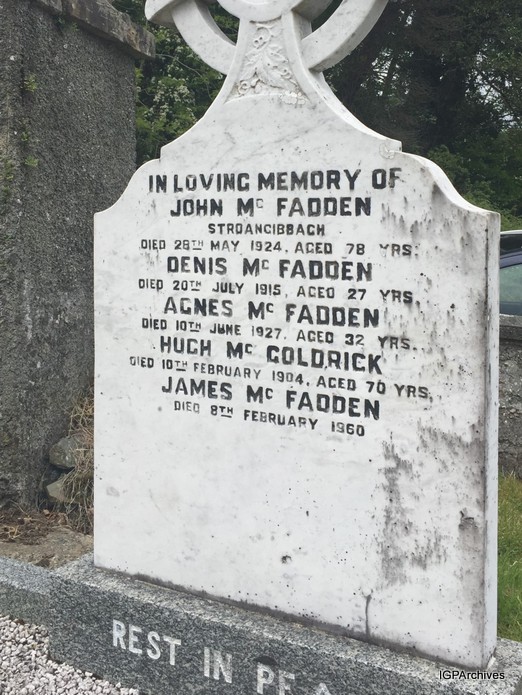 IN LOVING MEMORY OF
JOHN Mc FADDEN
STROANGIBBAGH
DIED 28TH MAY 1924, AGED 78 YRS.
DENIS Mc FADDEN
DIED 20TH JULY 1915, AGED 27 YRS.
AGNES Mc FADDEN
DIED 10TH JUNE 1927, AGED 32 YRS.
HUGH Mc GOLDRICK
DIED 10TH FEBRUARY 1904, AGED 70 YRS.
JAMES Mc FADDEN
DIED 8TH FEBRUARY 1960
REST IN PE
IGPArchives